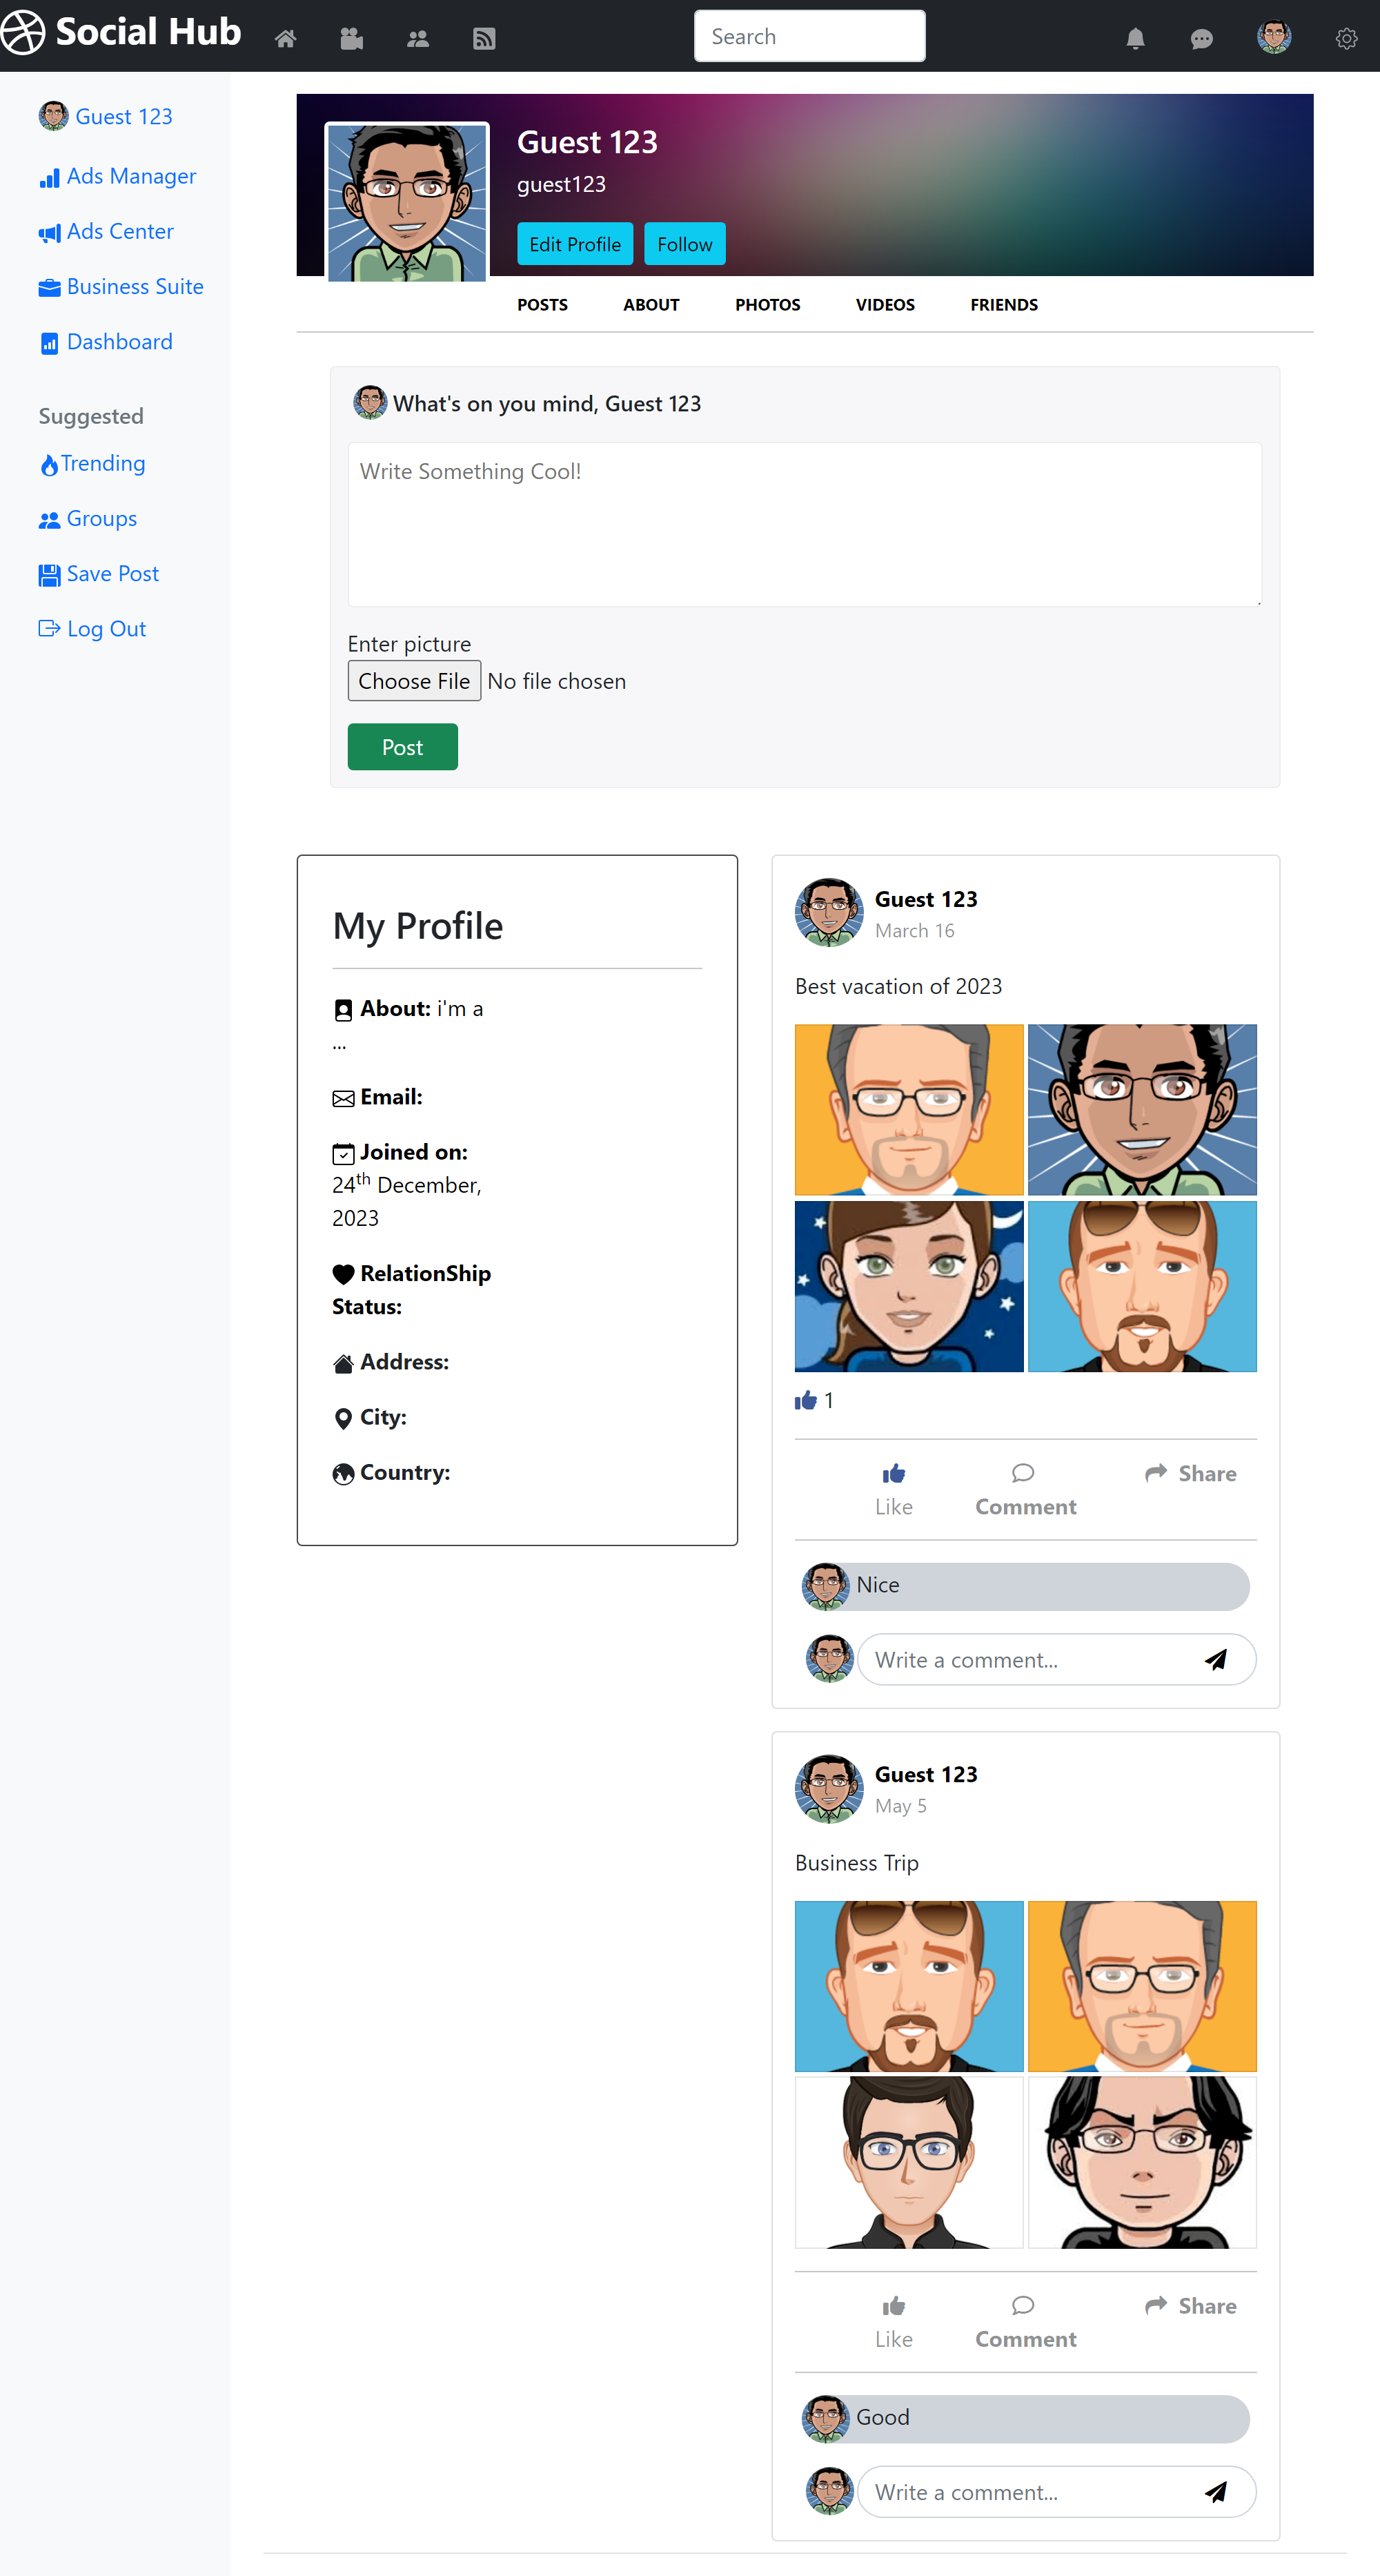 Social Hub
Search
Guest 123
Ads Manager
Ads Center
Business Suite
Dashboard
Suggested
Trending
Groups
Save Post
Log Out
Guest 123
guest123
Edit Profile Follow
POSTS ABOUT PHOTOS VIDEOS FRIENDS
What's on you mind, Guest 123
Write Something Cool!
Enter picture
Choose File No file chosen
Post
My Profile
About: i'm a
...
Email:
Joined on:
24th December,
2023
RelationShip
Status:
Address:
City:
Country:
Guest 123
March 16
Best vacation of 2023
1
Like
Comment
Share
Nice
Write a comment...
Guest 123
May 5
Business Trip
Like
Comment
Share
Good
Write a comment...